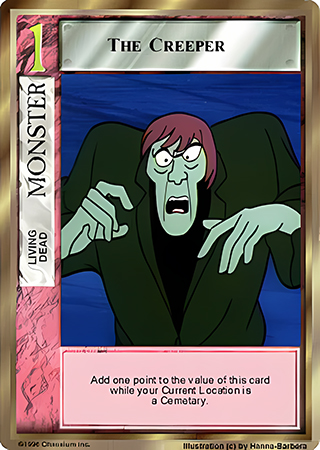 THE CREEPER
1
MONSTER
LIVING
DEAD
Add one point to the value of this card
while your Current Location is
a Cemetary.
©1996 Chaosium Inc.
Illustration (c) by Hanna-Barbera